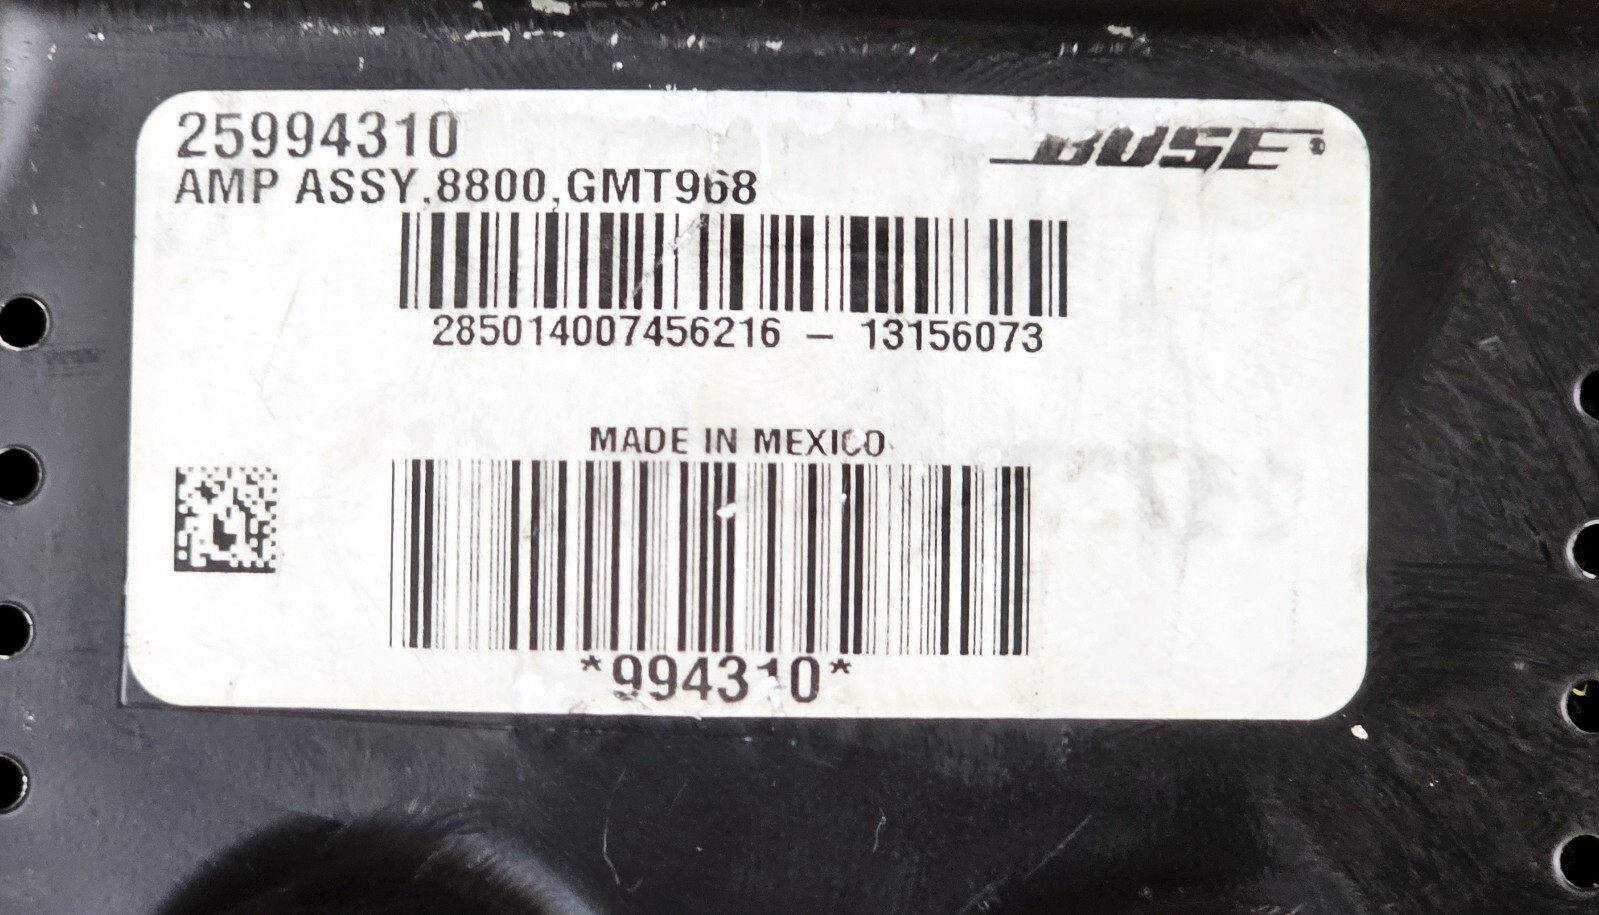 25994310
BOSE®
AMP ASSY,8800,GMT968
285014007456216 – 13156073
MADE IN MEXICO
*994310*